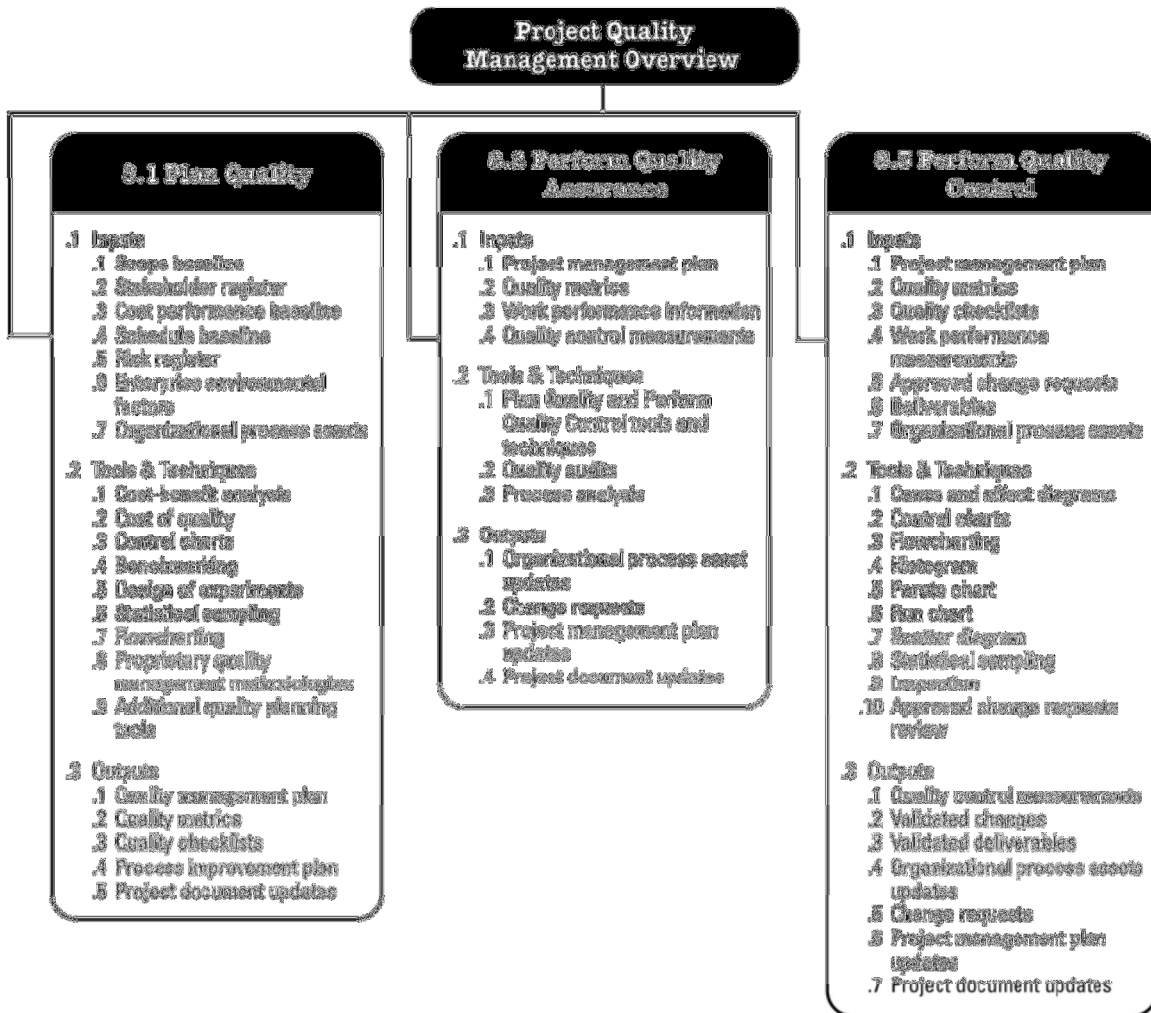 Project Quality
Management Overview
8.1 Plan Quality
.1 Inputs
.1 Scope baseline
.2 Stakeholder register
.3 Cost performance baseline
.4 Schedule baseline
.5 Risk register
.6 Enterprise environmental
factors
.7 Organizational process assets
.2 Tools & Techniques
.1 Cost-benefit analysis
.2 Cost of quality
.3 Control charts
.4 Benchmarking
.5 Design of experiments
.6 Statistical sampling
.7 Flowcharting
.8 Proprietary quality
management methodologies
.9 Additional quality planning
tools
.3 Outputs
.1 Quality management plan
.2 Quality metrics
.3 Quality checklists
.4 Process improvement plan
.5 Project document updates
8.2 Perform Quality
Assurance
.1 Inputs
.1 Project management plan
.2 Quality metrics
.3 Work performance information
.4 Quality control measurements
.2 Tools & Techniques
.1 Plan Quality and Perform
Quality Control tools and
techniques
.2 Quality audits
.3 Process analysis
.3 Outputs
.1 Organizational process asset
updates
.2 Change requests
.3 Project management plan
updates
.4 Project document updates
8.3 Perform Quality
Control
.1 Inputs
.1 Project management plan
.2 Quality metrics
.3 Quality checklists
.4 Work performance
measurements
.5 Approved change requests
.6 Deliverables
.7 Organizational process assets
.2 Tools & Techniques
.1 Cause and effect diagrams
.2 Control charts
.3 Flowcharting
.4 Histogram
.5 Pareto chart
.6 Run chart
.7 Scatter diagram
.8 Statistical sampling
.9 Inspection
.10 Approved change requests
review
.3 Outputs
.1 Quality control measurements
.2 Validated changes
.3 Validated deliverables
.4 Organizational process assets
updates
.5 Change requests
.6 Project management plan
updates
.7 Project document updates